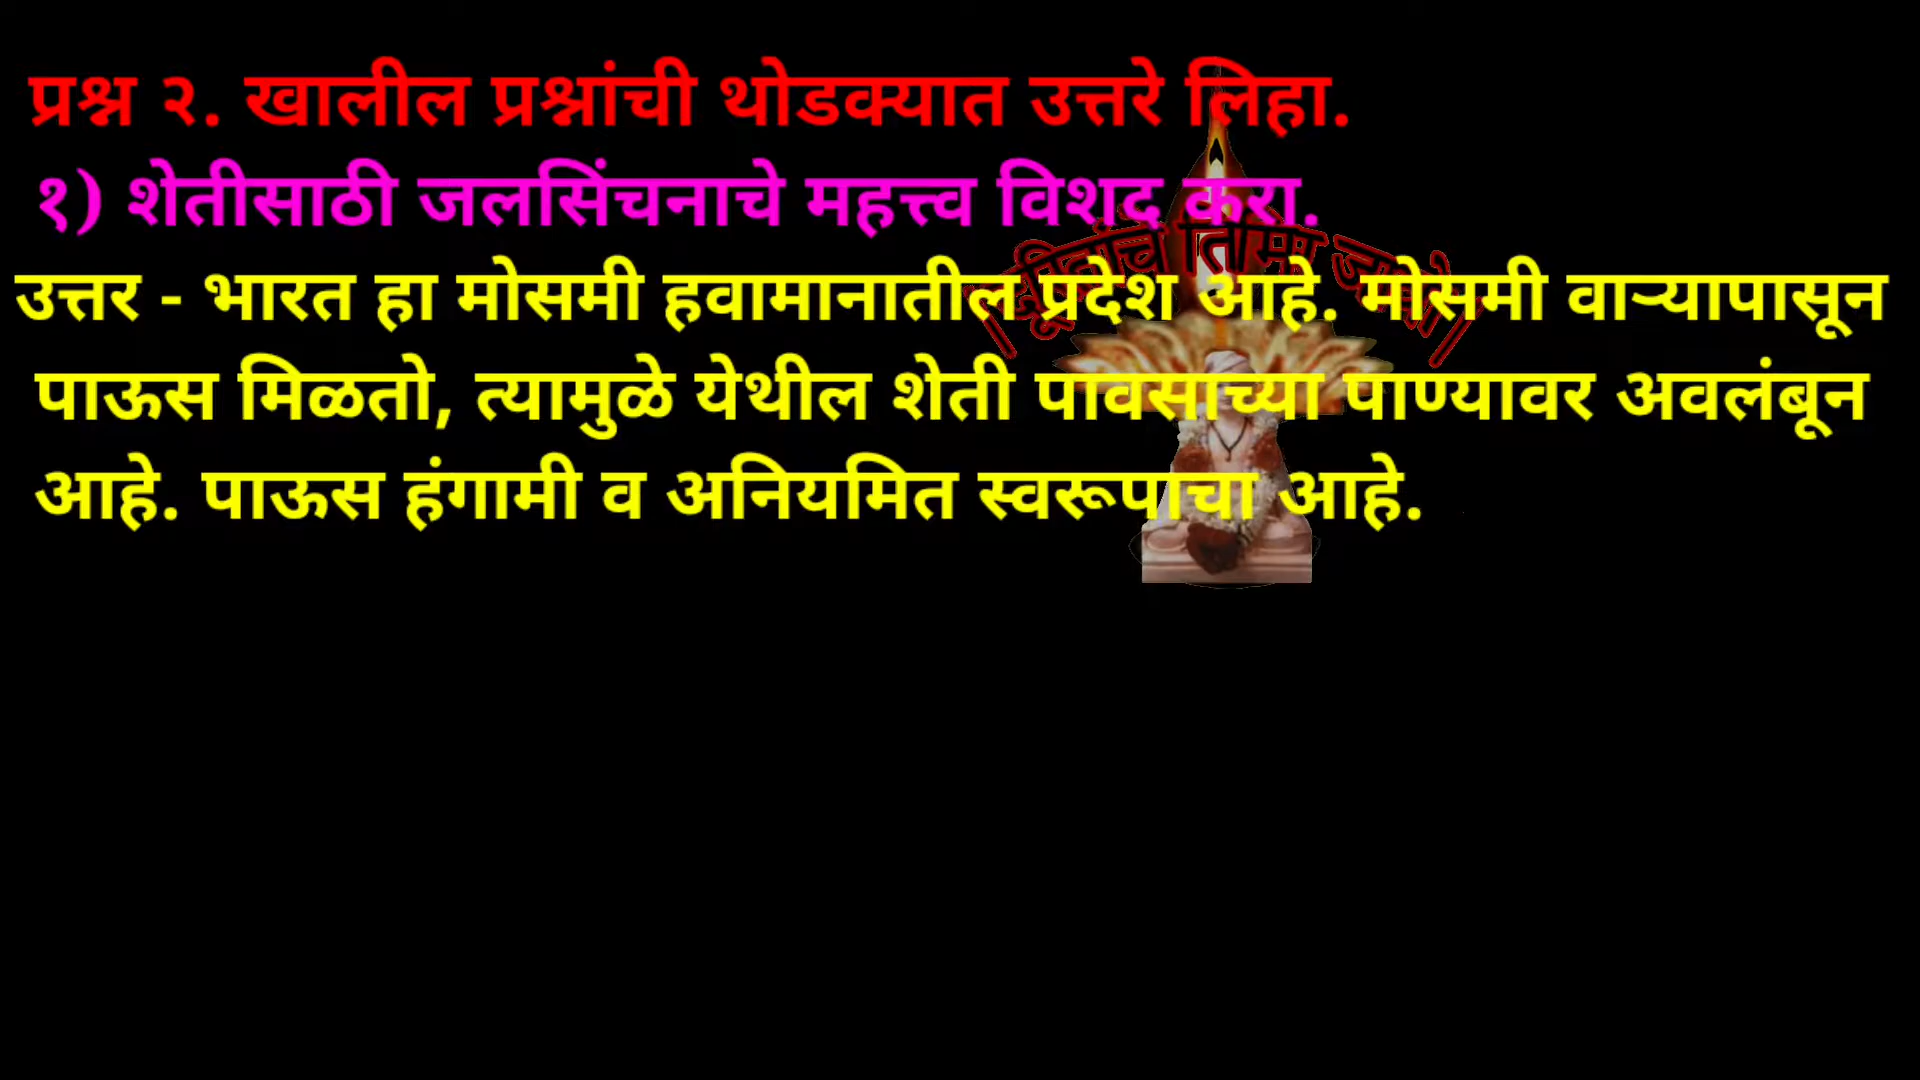 प्रश्न २. खालील प्रश्नांची थोडक्यात उत्तरे लिहा.
१) शेतीसाठी जलसिंचनाचे महत्त्व विशद करा.
उत्तर - भारत हा मोसमी हवामानातील प्रदेश आहे. मोसमी वाऱ्यापासून
पाऊस मिळतो, त्यामुळे येथील शेती पावसाच्या पाण्यावर अवलंबून
आहे. पाऊस हंगामी व अनियमित स्वरूपाचा आहे.